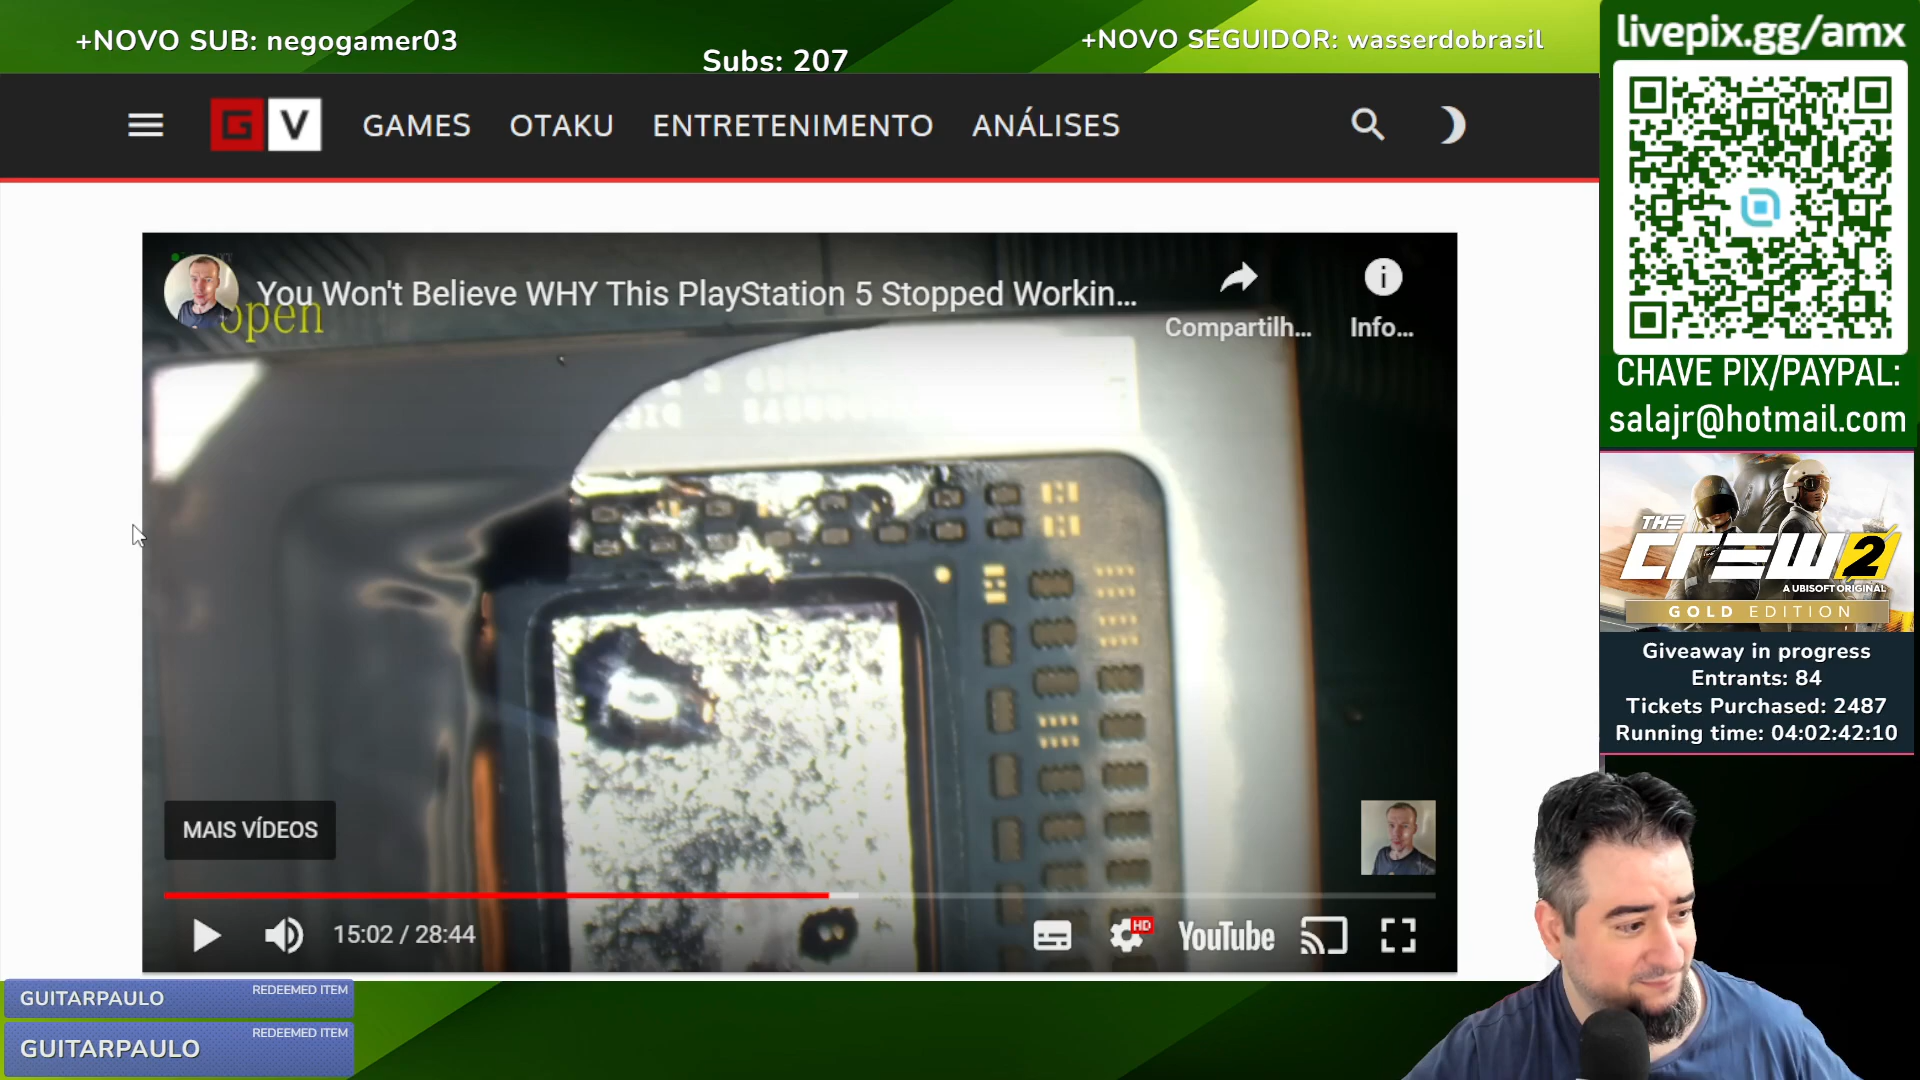 +NOVO SUB: negogamer03
Subs: 207
+NOVO SEGUIDOR: wasserdobrasil
livepix.gg/amx
G V
GAMES
OTAKU
ENTRETENIMENTO
ANÁLISES
CHAVE PIX/PAYPAL:
salajr@hotmail.com
You Won't Believe WHY This PlayStation 5 Stopped Workin...
open
Compartilh...
Info...
THE
CREW 2
A UBISOFT ORIGINAL
GOLD EDITION
Giveaway in progress
Entrants: 84
Tickets Purchased: 2487
Running time: 04:02:42:10
MAIS VÍDEOS
15:02 / 28:44
HD
YouTube
GUITARPAULO
REDEEMED ITEM
GUITARPAULO
REDEEMED ITEM